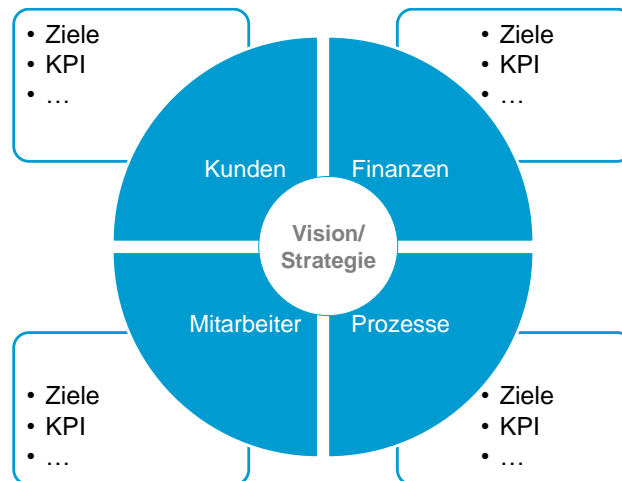 • Ziele
• KPI
• …
• Ziele
• KPI
• …
Kunden
Finanzen
Vision/
Strategie
Mitarbeiter
Prozesse
• Ziele
• KPI
• …
• Ziele
• KPI
• …